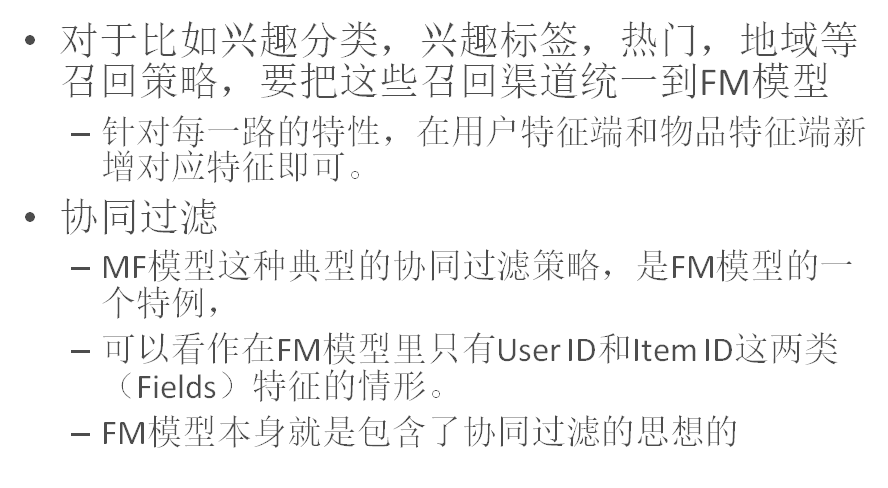 • 对于比如兴趣分类，兴趣标签，热门，地域等
召回策略，要把这些召回渠道统一到FM模型
– 针对每一路的特性，在用户特征端和物品特征端新
增对应特征即可。
• 协同过滤
– MF模型这种典型的协同过滤策略，是FM模型的一
个特例，
– 可以看作在FM模型里只有User ID和Item ID这两类
（Fields）特征的情形。
– FM模型本身就是包含了协同过滤的思想的